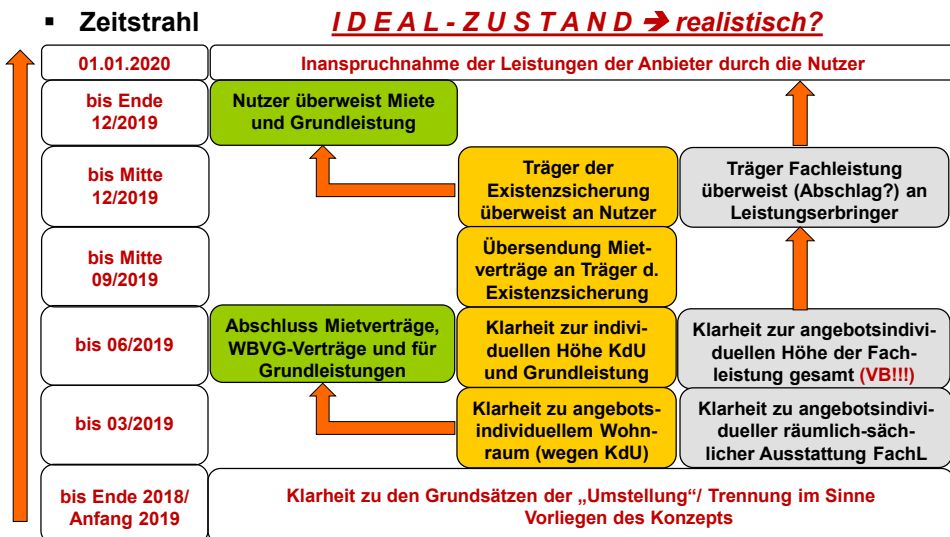 ▪ Zeitstrahl
I D E A L - Z U S T A N D ➔ realistisch?
01.01.2020
Inanspruchnahme der Leistungen der Anbieter durch die Nutzer
bis Ende
12/2019
Nutzer überweist Miete
und Grundleistung
bis Mitte
12/2019
Träger der
Existenzsicherung
überweist an Nutzer
Träger Fachleistung
überweist (Abschlag?) an
Leistungserbringer
bis Mitte
09/2019
Übersendung Miet-
verträge an Träger d.
Existenzsicherung
bis 06/2019
Abschluss Mietverträge,
WBVG-Verträge und für
Grundleistungen
Klarheit zur indivi-
duellen Höhe KdU
und Grundleistung
Klarheit zur angebotsindivi-
duellen Höhe der Fach-
leistung gesamt (VB!!!)
bis 03/2019
Klarheit zu angebots-
individuellem Wohn-
raum (wegen KdU)
Klarheit zu angebotsindivi-
dueller räumlich-säch-
licher Ausstattung FachL
bis Ende 2018/
Anfang 2019
Klarheit zu den Grundsätzen der „Umstellung“/ Trennung im Sinne
Vorliegen des Konzepts